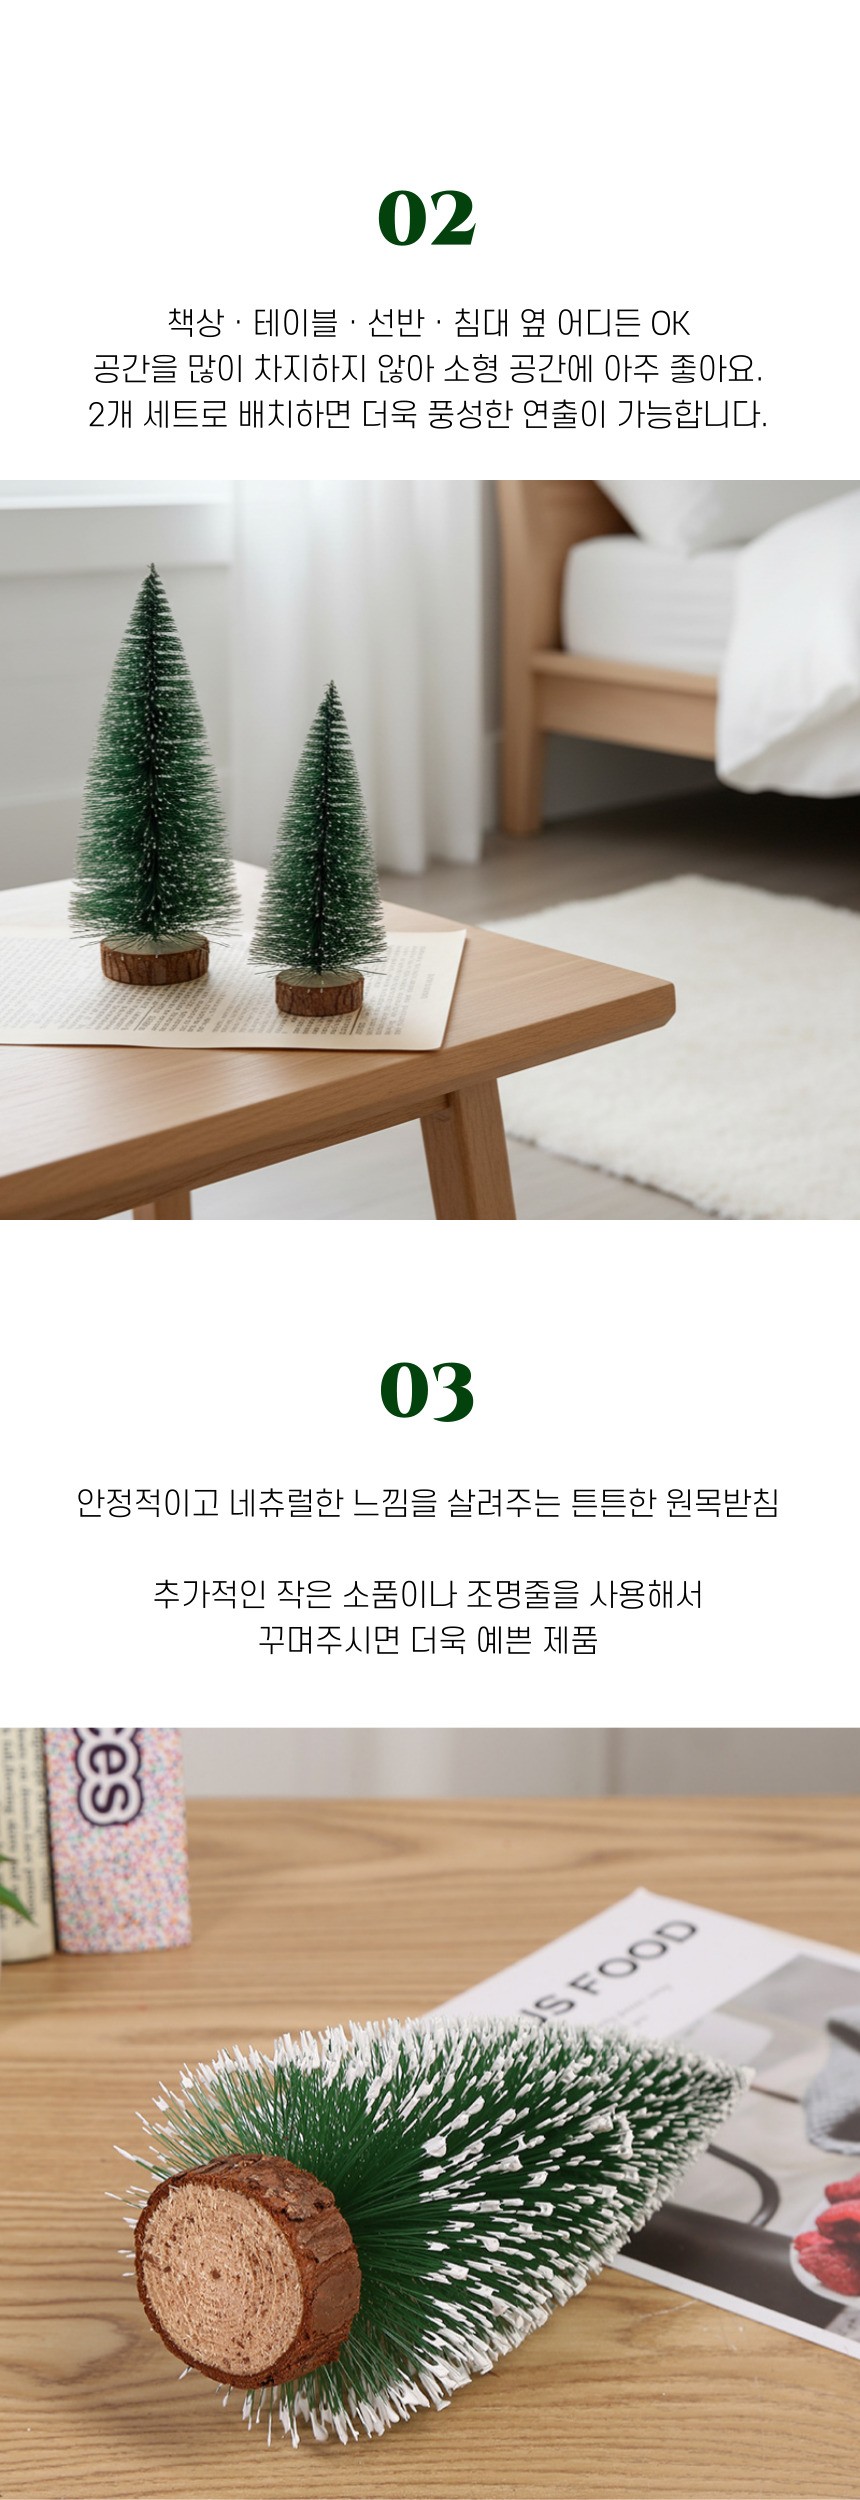 02
책상 · 테이블 · 선반 · 침대 옆 어디든 OK
공간을 많이 차지하지 않아 소형 공간에 아주 좋아요.
2개 세트로 배치하면 더욱 풍성한 연출이 가능합니다.
03
안정적이고 네츄럴한 느낌을 살려주는 튼튼한 원목받침
추가적인 작은 소품이나 조명줄을 사용해서
꾸며주시면 더욱 예쁜 제품
FOOD